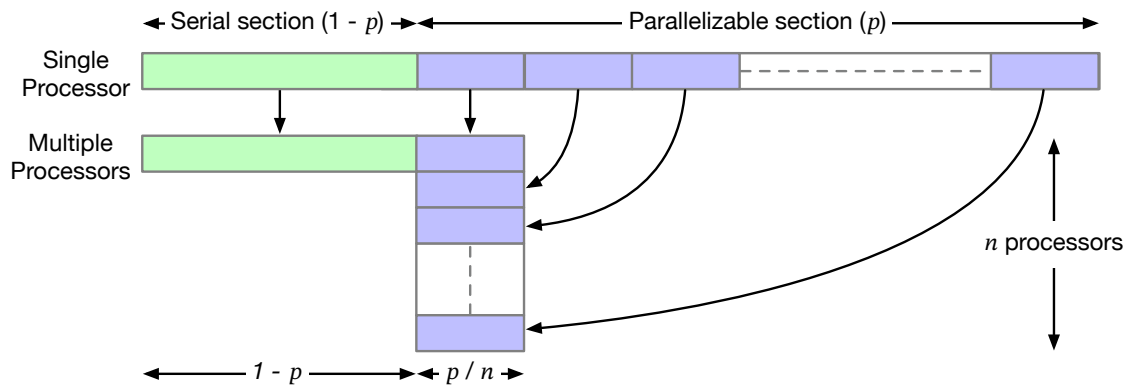 Serial section (1 - p)
Parallelizable section (p)
Single
Processor
Multiple
Processors
n processors
1 - p
p / n